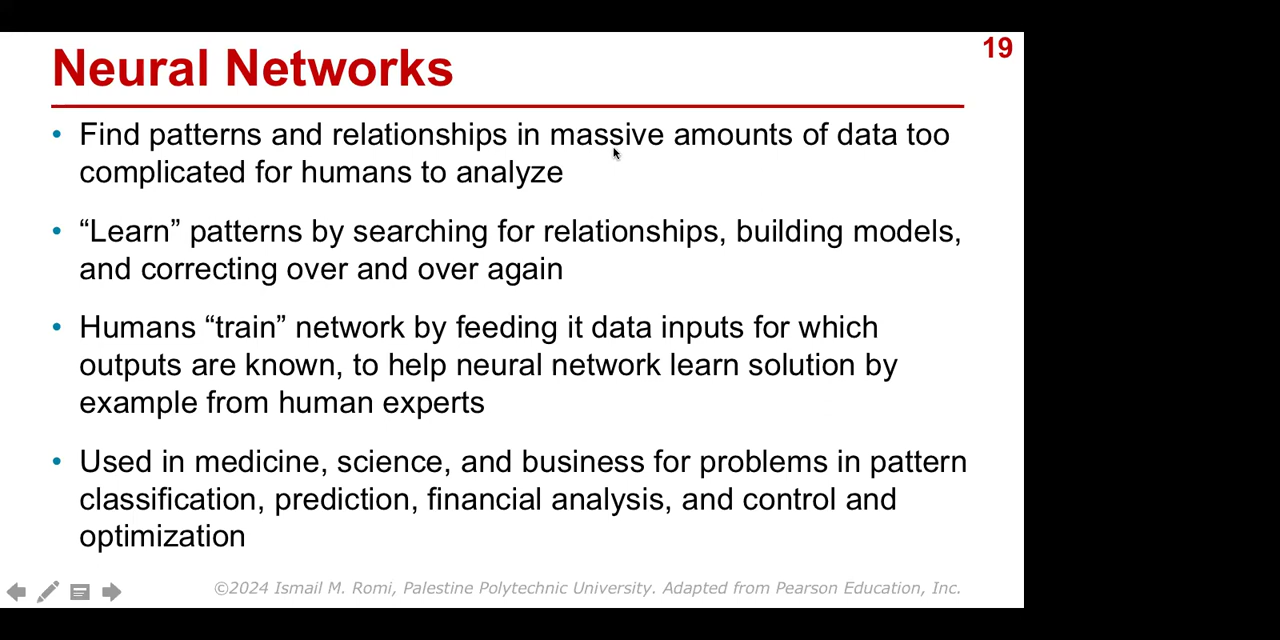 19
Neural Networks
• Find patterns and relationships in massive amounts of data too
complicated for humans to analyze
• “Learn” patterns by searching for relationships, building models,
and correcting over and over again
• Humans “train” network by feeding it data inputs for which
outputs are known, to help neural network learn solution by
example from human experts
• Used in medicine, science, and business for problems in pattern
classification, prediction, financial analysis, and control and
optimization
©2024 Ismail M. Romi, Palestine Polytechnic University. Adapted from Pearson Education, Inc.